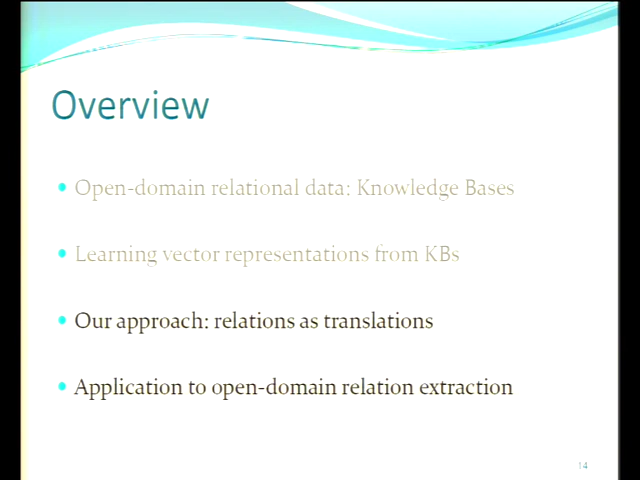 Overview
Open-domain relational data: Knowledge Bases
Learning vector representations from KBs
Our approach: relations as translations
Application to open-domain relation extraction
14